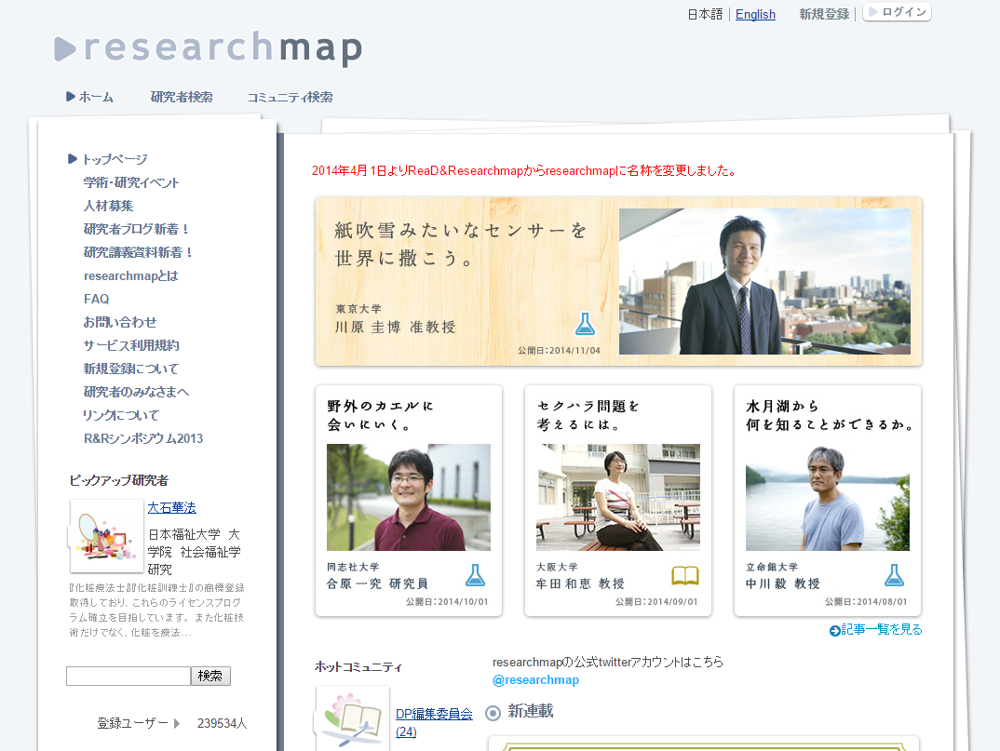 日本語
English
新規登録
ログイン
researchmap
ホーム
研究者検索
コミュニティ検索
トップページ
学術・研究イベント
人材募集
研究者ブログ新着！
研究講義資料新着！
researchmapとは
FAQ
お問い合わせ
サービス利用規約
新規登録について
研究者のみなさまへ
リンクについて
R&Rシンポジウム2013
ピックアップ研究者
大石華法
日本福祉大学 大
学院 社会福祉学
研究
『化粧療法士』『化粧訓練士』の商標登録
取得しており、これらのライセンスプログ
ラム確立を目指しています。 また化粧技
術だけでなく、化粧を療法...
検索
登録ユーザー
239534人
2014年4月1日よりReaD&Researchmapからresearchmapに名称を変更しました。
紙吹雪みたいなセンサーを
世界に撒こう。
東京大学
川原 圭博 准教授
公開日:2014/11/04
野外のカエルに
会いにいく。
同志社大学
合原一究 研究員
公開日:2014/10/01
セクハラ問題を
考えるには。
大阪大学
牟田和恵 教授
公開日:2014/09/01
水月湖から
何を知ることができるか。
立命館大学
中川毅 教授
公開日:2014/08/01
記事一覧を見る
ホットコミュニティ
DP編集委員会
(24)
researchmapの公式twitterアカウントはこちら
@researchmap
新連載